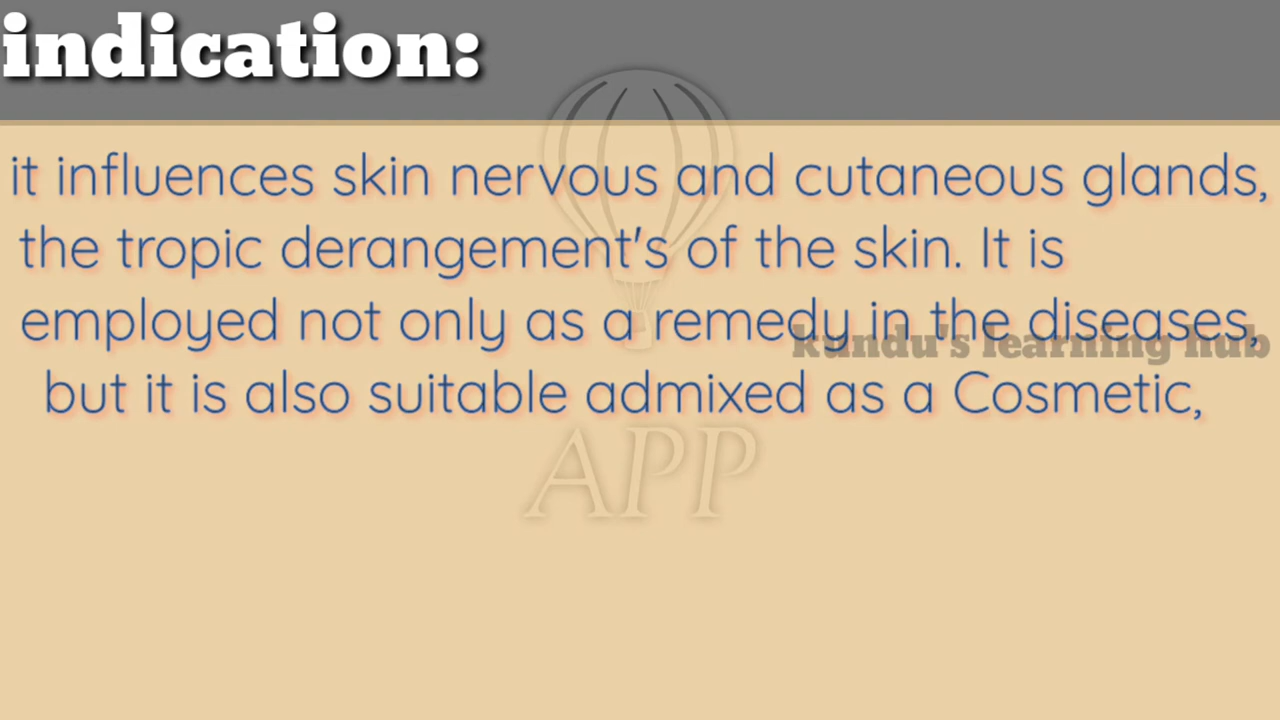 indication:
it influences skin nervous and cutaneous glands,
the tropic derangement's of the skin. It is
employed not only as a remedy in the diseases,
kundu's learning hub
but it is also suitable admixed as a Cosmetic,
APP